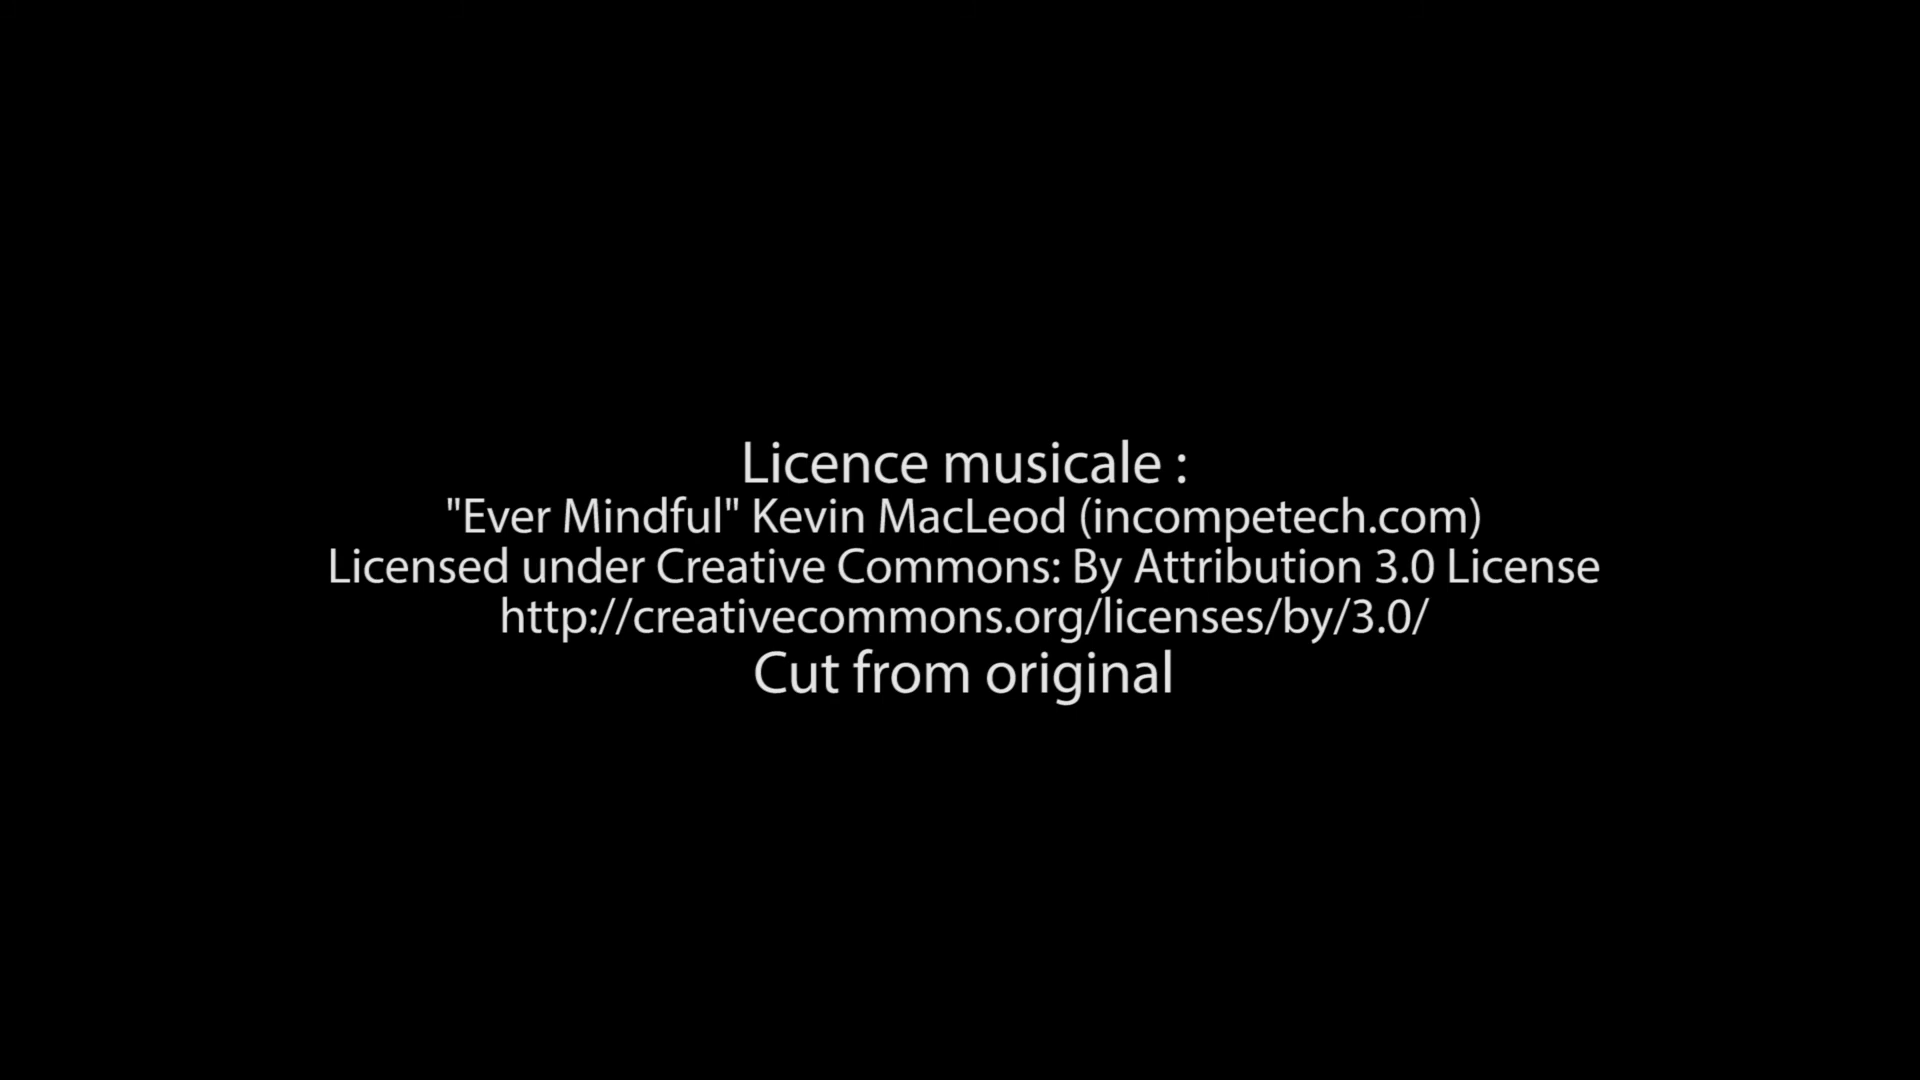 Licence musicale :
"Ever Mindful" Kevin MacLeod (incompetech.com)
Licensed under Creative Commons: By Attribution 3.0 License
http://creativecommons.org/licenses/by/3.0/
Cut from original